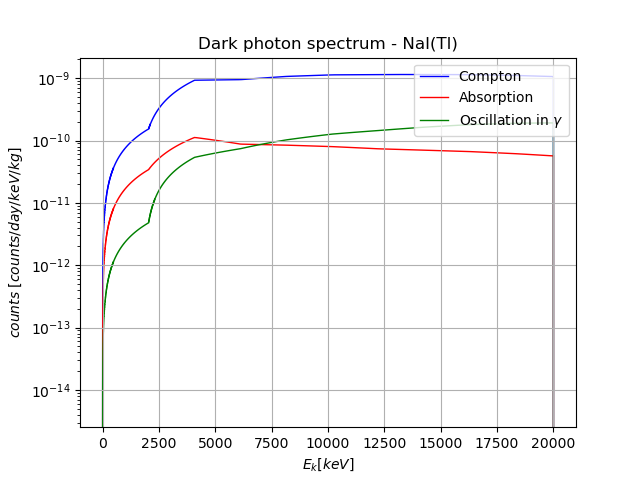 Dark photon spectrum - NaI(Tl)
10⁻⁹
10⁻¹⁰
10⁻¹¹
10⁻¹²
10⁻¹³
10⁻¹⁴
counts [counts/day/keV/kg]
Compton
Absorption
Oscillation in γ
0 2500 5000 7500 10000 12500 15000 17500 20000
E_k[keV]